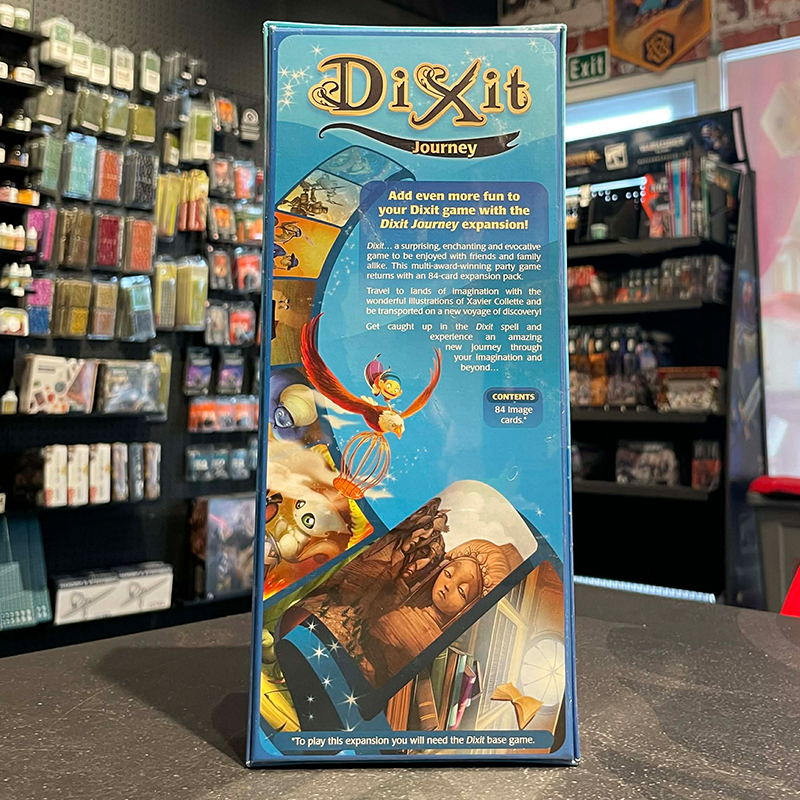 DiXit
Journey
Exit
Add even more fun to
your Dixit game with the
Dixit Journey expansion!
Dixit... a surprising, enchanting and evocative
game to be enjoyed with friends and family
alike. This multi-award-winning party game
returns with an 84-card expansion pack.
Travel to lands of imagination with the
wonderful illustrations of Xavier Collette and
be transported on a new voyage of discovery!
Get caught up in the Dixit spell and
experience an amazing
new journey through
your imagination and
beyond...
CONTENTS
84 Image
cards.*
*To play this expansion you will need the Dixit base game.